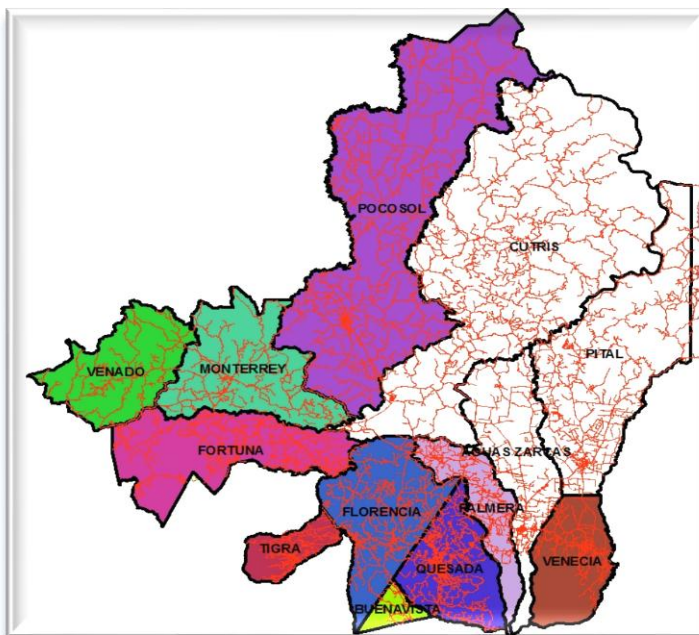 POCOSOL
CUTRIS
PITAL
VENADO
MONTERREY
FORTUNA
AGUAS ZARCAS
FLORENCIA
PALMERA
TIGRA
QUESADA
VENECIA
BUENAVISTA